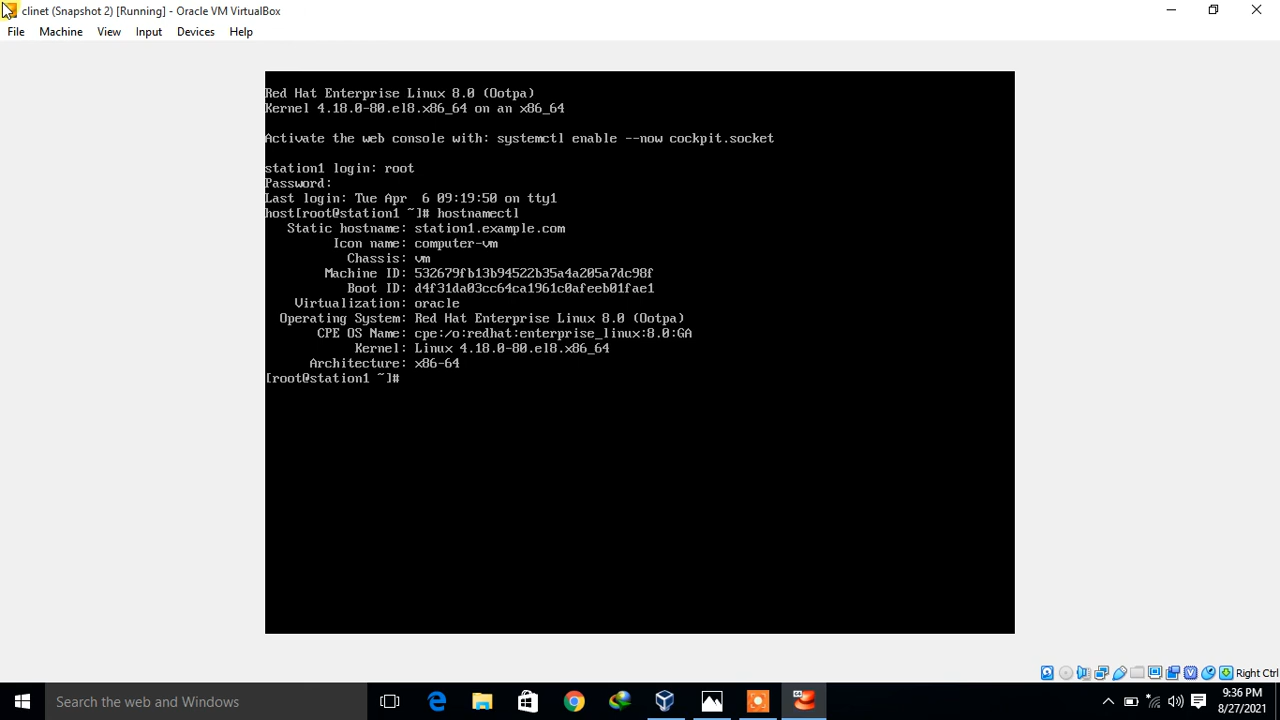 clinet (Snapshot 2) [Running] - Oracle VM VirtualBox
File Machine View Input Devices Help
Red Hat Enterprise Linux 8.0 (Ootpa)
Kernel 4.18.0-80.el8.x86_64 on an x86_64
Activate the web console with: systemctl enable --now cockpit.socket
station1 login: root
Password:
Last login: Tue Apr  6 09:19:50 on tty1
host[root@station1 ~]# hostnamectl
Static hostname: station1.example.com
Icon name: computer-vm
Chassis: vm
Machine ID: 532679fb13b94522b35a4a205a7dc98f
Boot ID: d4f31da03cc64ca1961c0afeeb01fae1
Virtualization: oracle
Operating System: Red Hat Enterprise Linux 8.0 (Ootpa)
CPE OS Name: cpe:/o:redhat:enterprise_linux:8.0:GA
Kernel: Linux 4.18.0-80.el8.x86_64
Architecture: x86-64
[root@station1 ~]#
Right Ctrl
Search the web and Windows
9:36 PM
8/27/2021